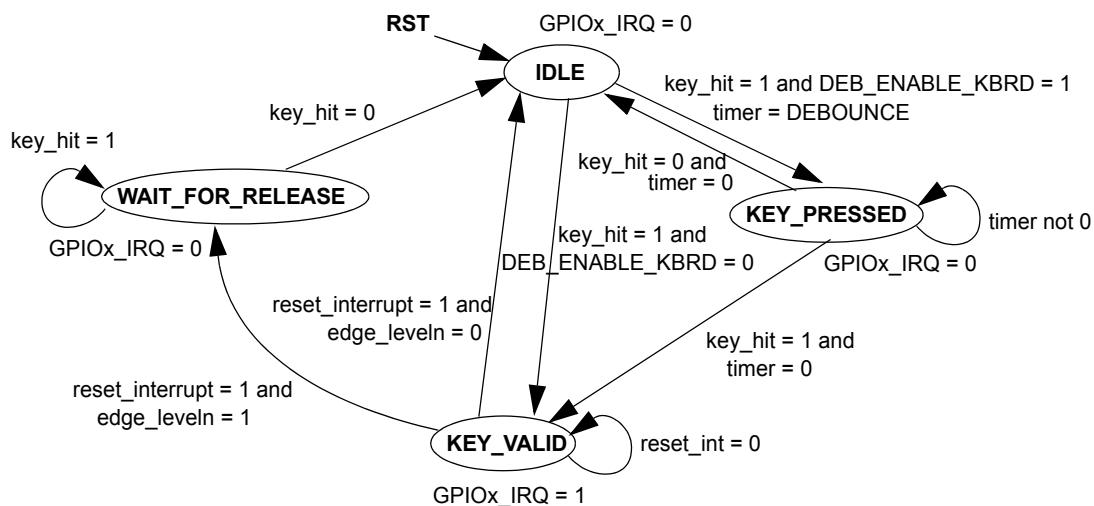 GPIOx_IRQ = 0
RST
IDLE
key_hit = 1 and DEB_ENABLE_KBRD = 1
timer = DEBOUNCE
key_hit = 0
key_hit = 1
key_hit = 0 and
timer = 0
WAIT_FOR_RELEASE
KEY_PRESSED
timer not 0
GPIOx_IRQ = 0
key_hit = 1 and
DEB_ENABLE_KBRD = 0
GPIOx_IRQ = 0
reset_interrupt = 1 and
edge_leveln = 0
key_hit = 1 and
timer = 0
reset_interrupt = 1 and
edge_leveln = 1
KEY_VALID
reset_int = 0
GPIOx_IRQ = 1